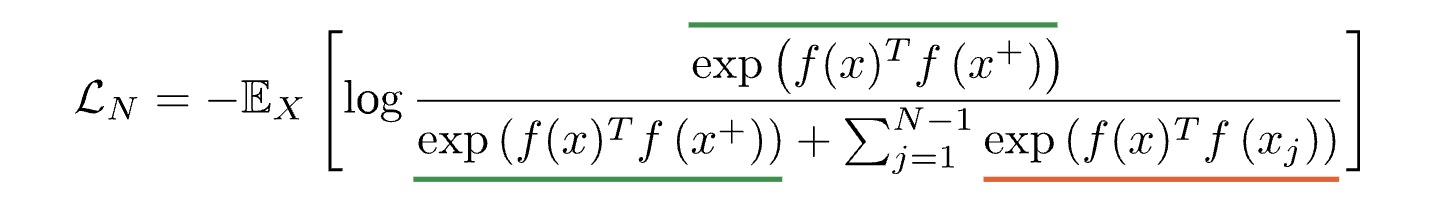 \mathcal{L}_N = -\mathbb{E}_X \left[ \log \frac{\exp\left(f(x)^T f\left(x^+\right)\right)}{\exp\left(f(x)^T f\left(x^+\right)\right) + \sum_{j=1}^{N-1} \exp\left(f(x)^T f\left(x_j\right)\right)} \right]